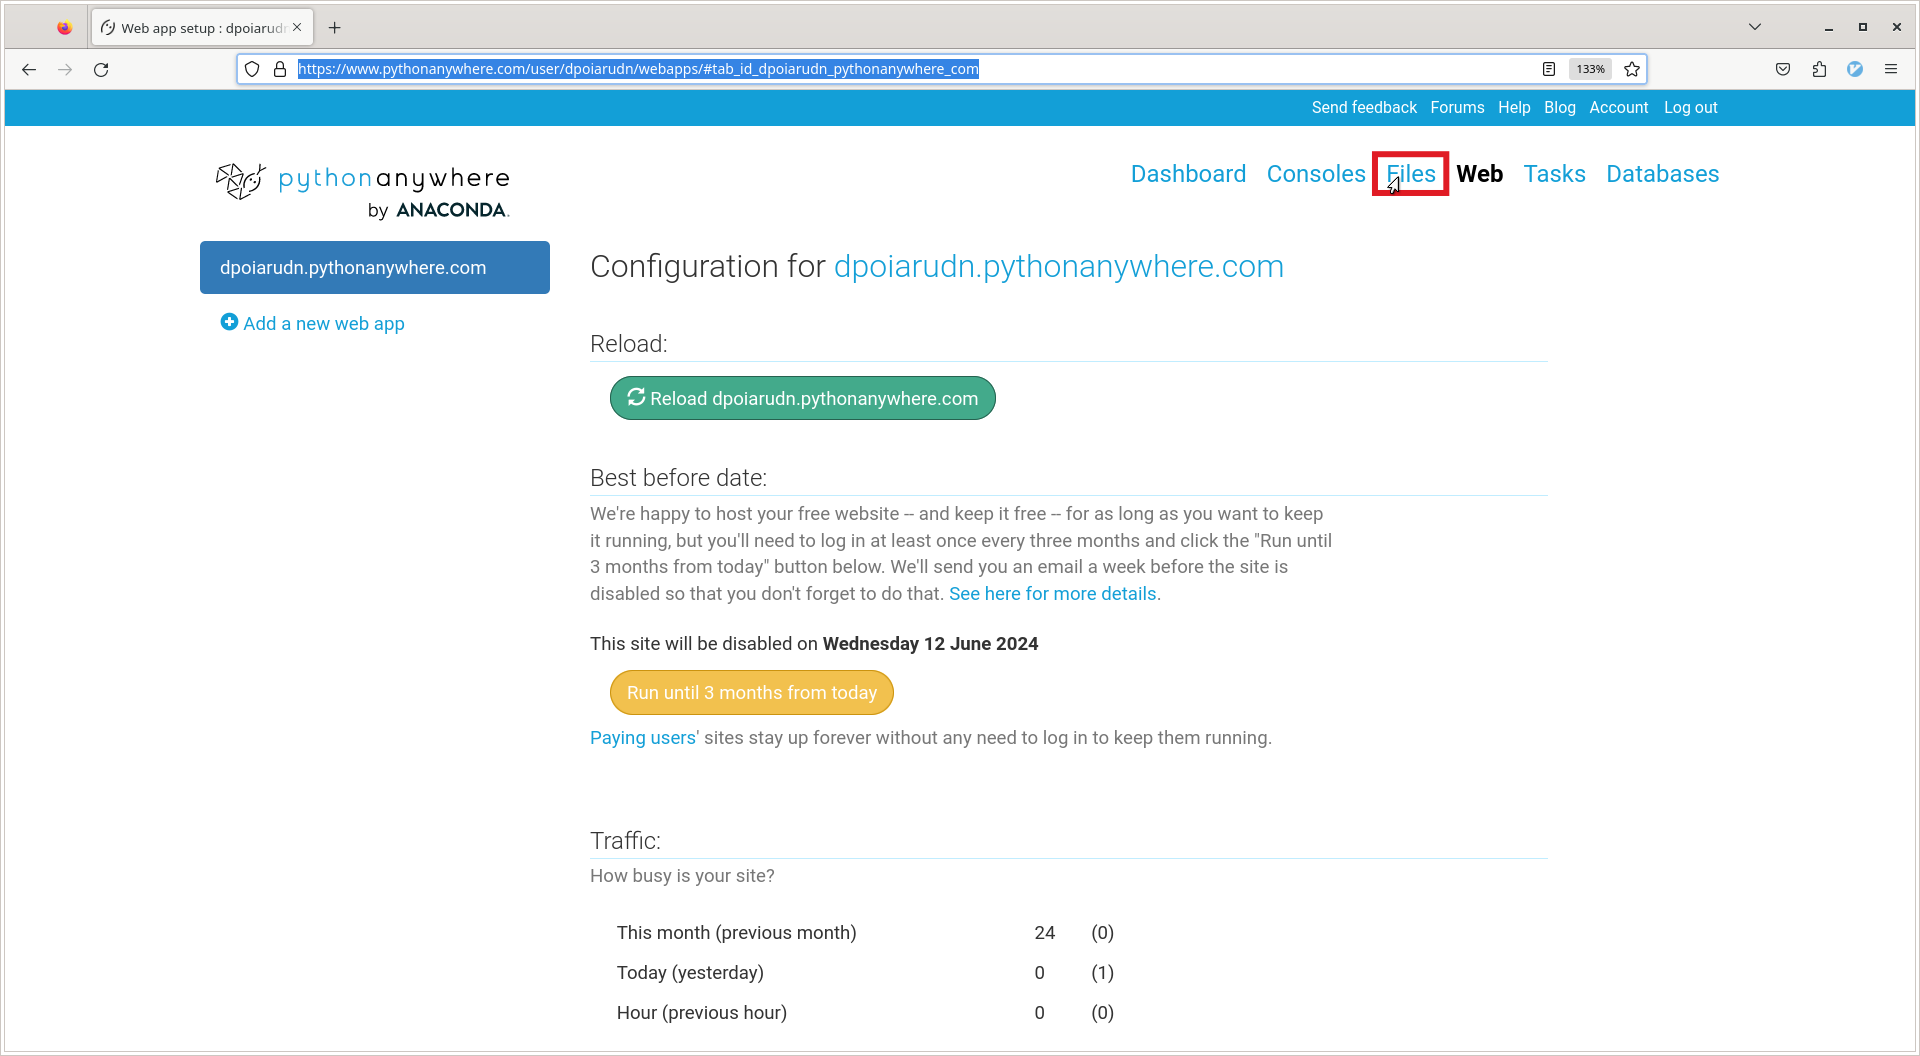 Web app setup : dpoiarudn
https://www.pythonanywhere.com/user/dpoiarudn/webapps/#tab_id_dpoiarudn_pythonanywhere_com
133%
Send feedback Forums Help Blog Account Log out
pythonanywhere
by ANACONDA.
Dashboard Consoles Files Web Tasks Databases
dpoiarudn.pythonanywhere.com
Add a new web app
Configuration for dpoiarudn.pythonanywhere.com
Reload:
Reload dpoiarudn.pythonanywhere.com
Best before date:
We're happy to host your free website -- and keep it free -- for as long as you want to keep
it running, but you'll need to log in at least once every three months and click the "Run until
3 months from today" button below. We'll send you an email a week before the site is
disabled so that you don't forget to do that. See here for more details.
This site will be disabled on Wednesday 12 June 2024
Run until 3 months from today
Paying users' sites stay up forever without any need to log in to keep them running.
Traffic:
How busy is your site?
This month (previous month) 24 (0)
Today (yesterday) 0 (1)
Hour (previous hour) 0 (0)